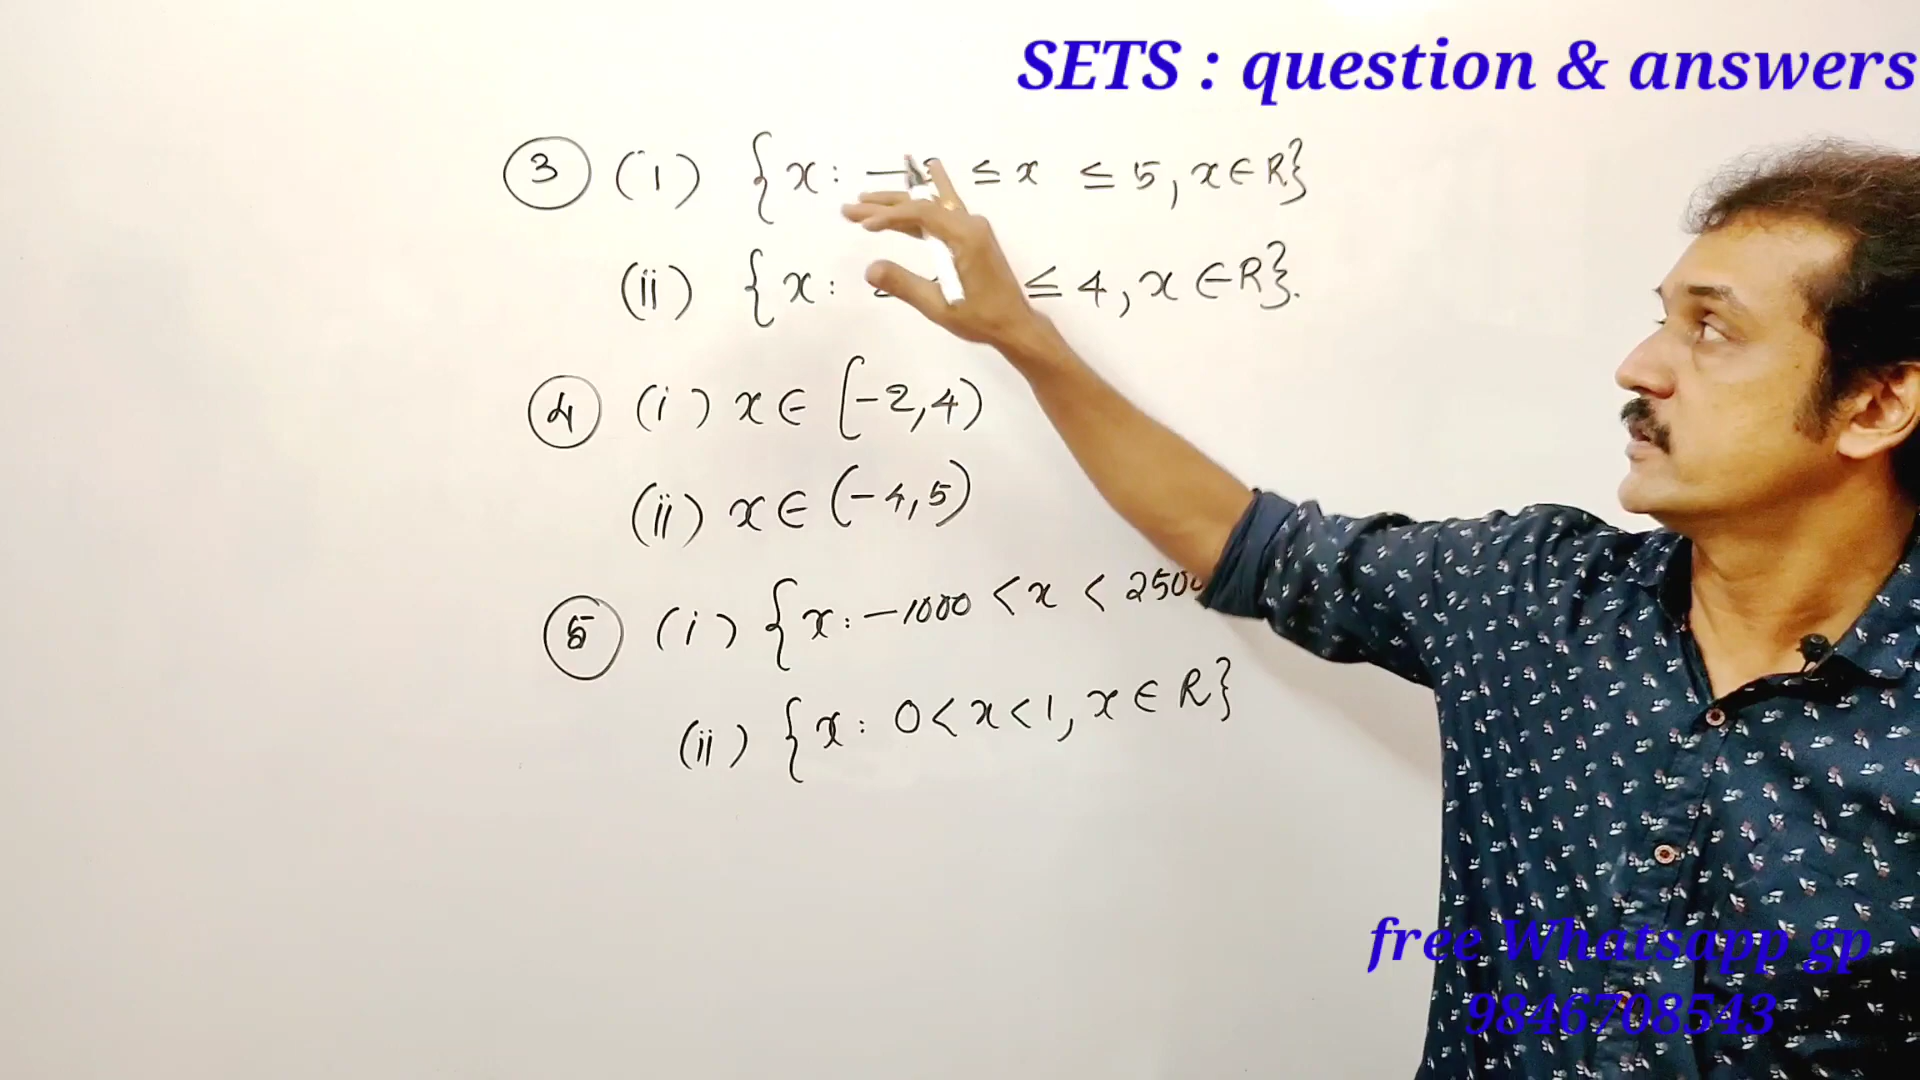 SETS : question & answers
3 (i) {x: – ≤ x ≤ 5, x ∈ R}
(ii) {x: ≤ 4, x ∈ R}.
4 (i) x ∈ [-2,4)
(ii) x ∈ (-4,5)
5 (i) {x: -1000 < x < 2500
(ii) {x: 0 < x < 1, x ∈ R}
free Whatsapp gp
9846708543